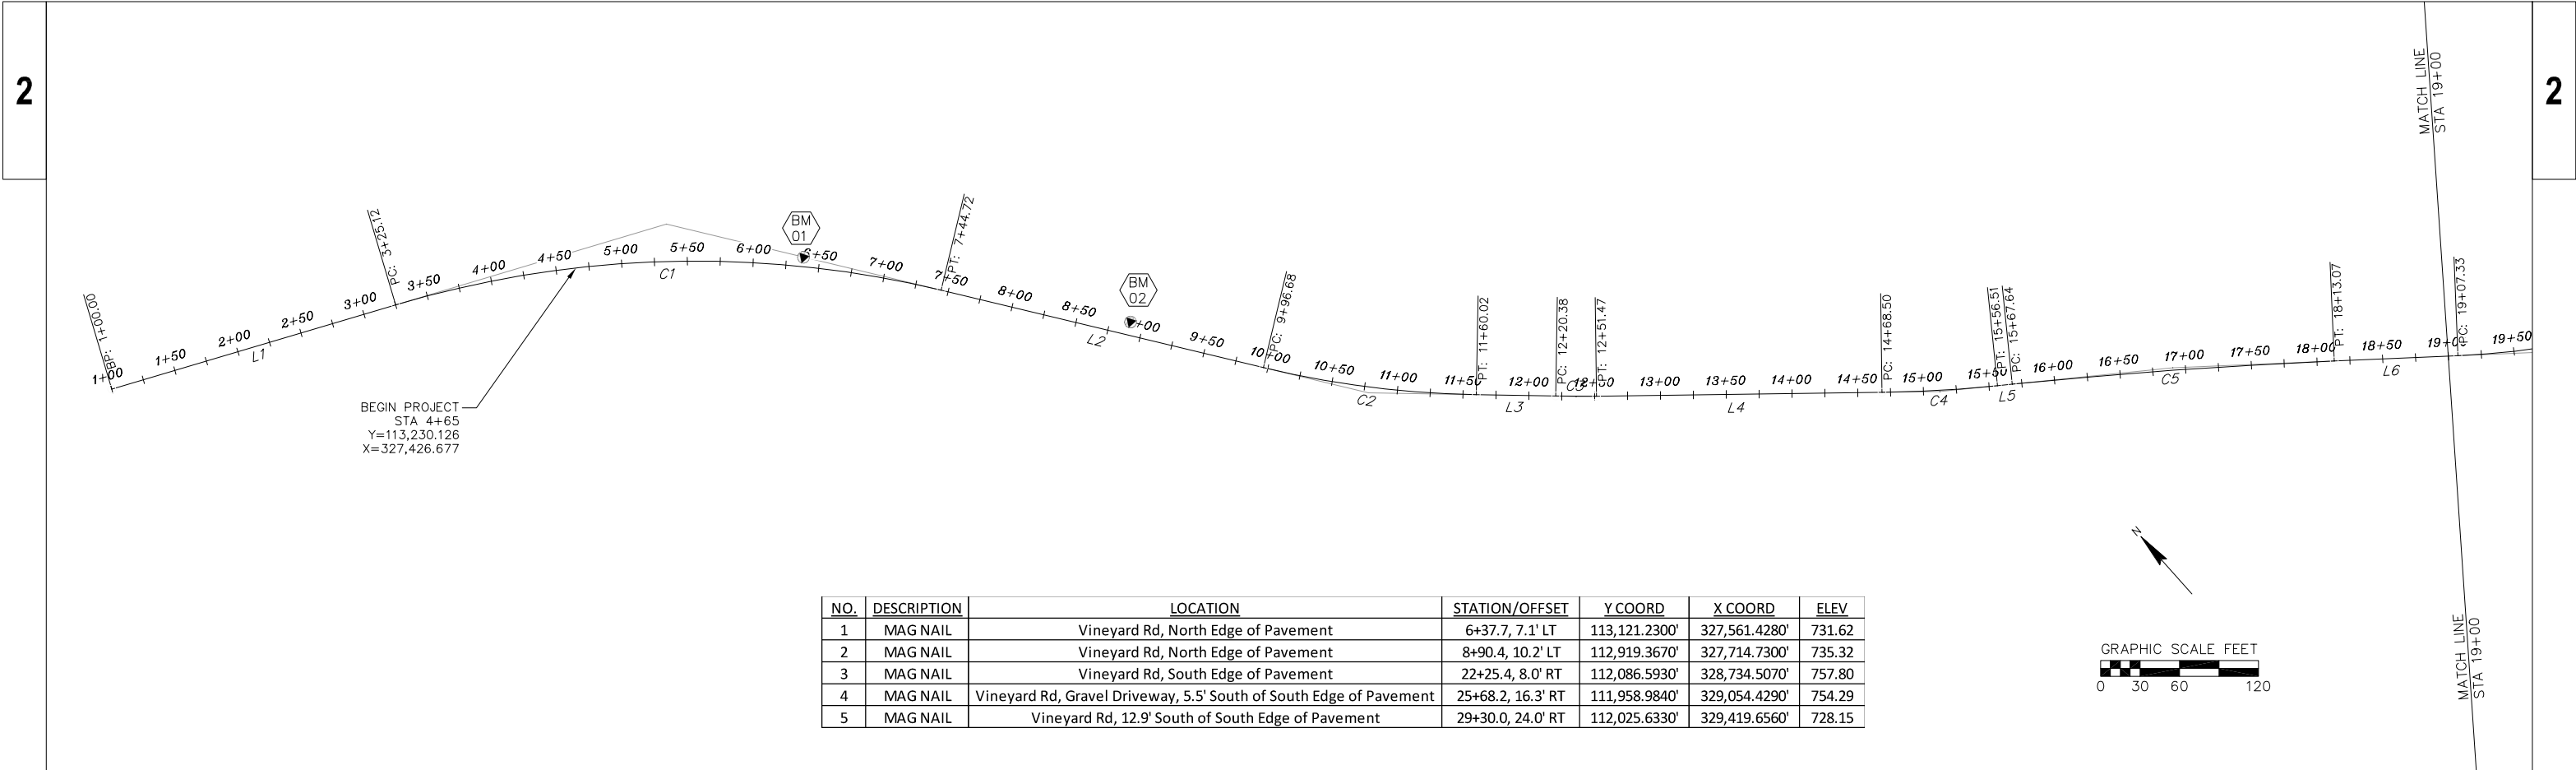 2
2
MATCH LINE
STA 19+00
BM
01
BM
02
PBP: 1+00.00
PC: 3+25.12
PT: 7+44.72
PC: 9+96.68
PT: 11+60.02
PC: 12+20.38
PT: 12+51.47
PC: 14+68.50
PT: 15+56.51
PC: 15+67.64
PT: 18+13.07
PC: 19+07.33
1+00
1+50
2+00
2+50
3+00
3+50
4+00
4+50
5+00
5+50
6+00
6+50
7+00
7+50
8+00
8+50
+00
9+50
10+00
10+50
11+00
11+50
12+00
12+50
13+00
13+50
14+00
14+50
15+00
15+50
16+00
16+50
17+00
17+50
18+00
18+50
19+0
19+50
L1
C1
L2
C2
L3
C3
L4
C4
L5
C5
L6
BEGIN PROJECT
STA 4+65
Y=113,230.126
X=327,426.677
N
NO. DESCRIPTION LOCATION STATION/OFFSET Y COORD X COORD ELEV
1 MAG NAIL Vineyard Rd, North Edge of Pavement 6+37.7, 7.1' LT 113,121.2300' 327,561.4280' 731.62
2 MAG NAIL Vineyard Rd, North Edge of Pavement 8+90.4, 10.2' LT 112,919.3670' 327,714.7300' 735.32
3 MAG NAIL Vineyard Rd, South Edge of Pavement 22+25.4, 8.0' RT 112,086.5930' 328,734.5070' 757.80
4 MAG NAIL Vineyard Rd, Gravel Driveway, 5.5' South of South Edge of Pavement 25+68.2, 16.3' RT 111,958.9840' 329,054.4290' 754.29
5 MAG NAIL Vineyard Rd, 12.9' South of South Edge of Pavement 29+30.0, 24.0' RT 112,025.6330' 329,419.6560' 728.15
GRAPHIC SCALE FEET
0 30 60 120
MATCH LINE
STA 19+00